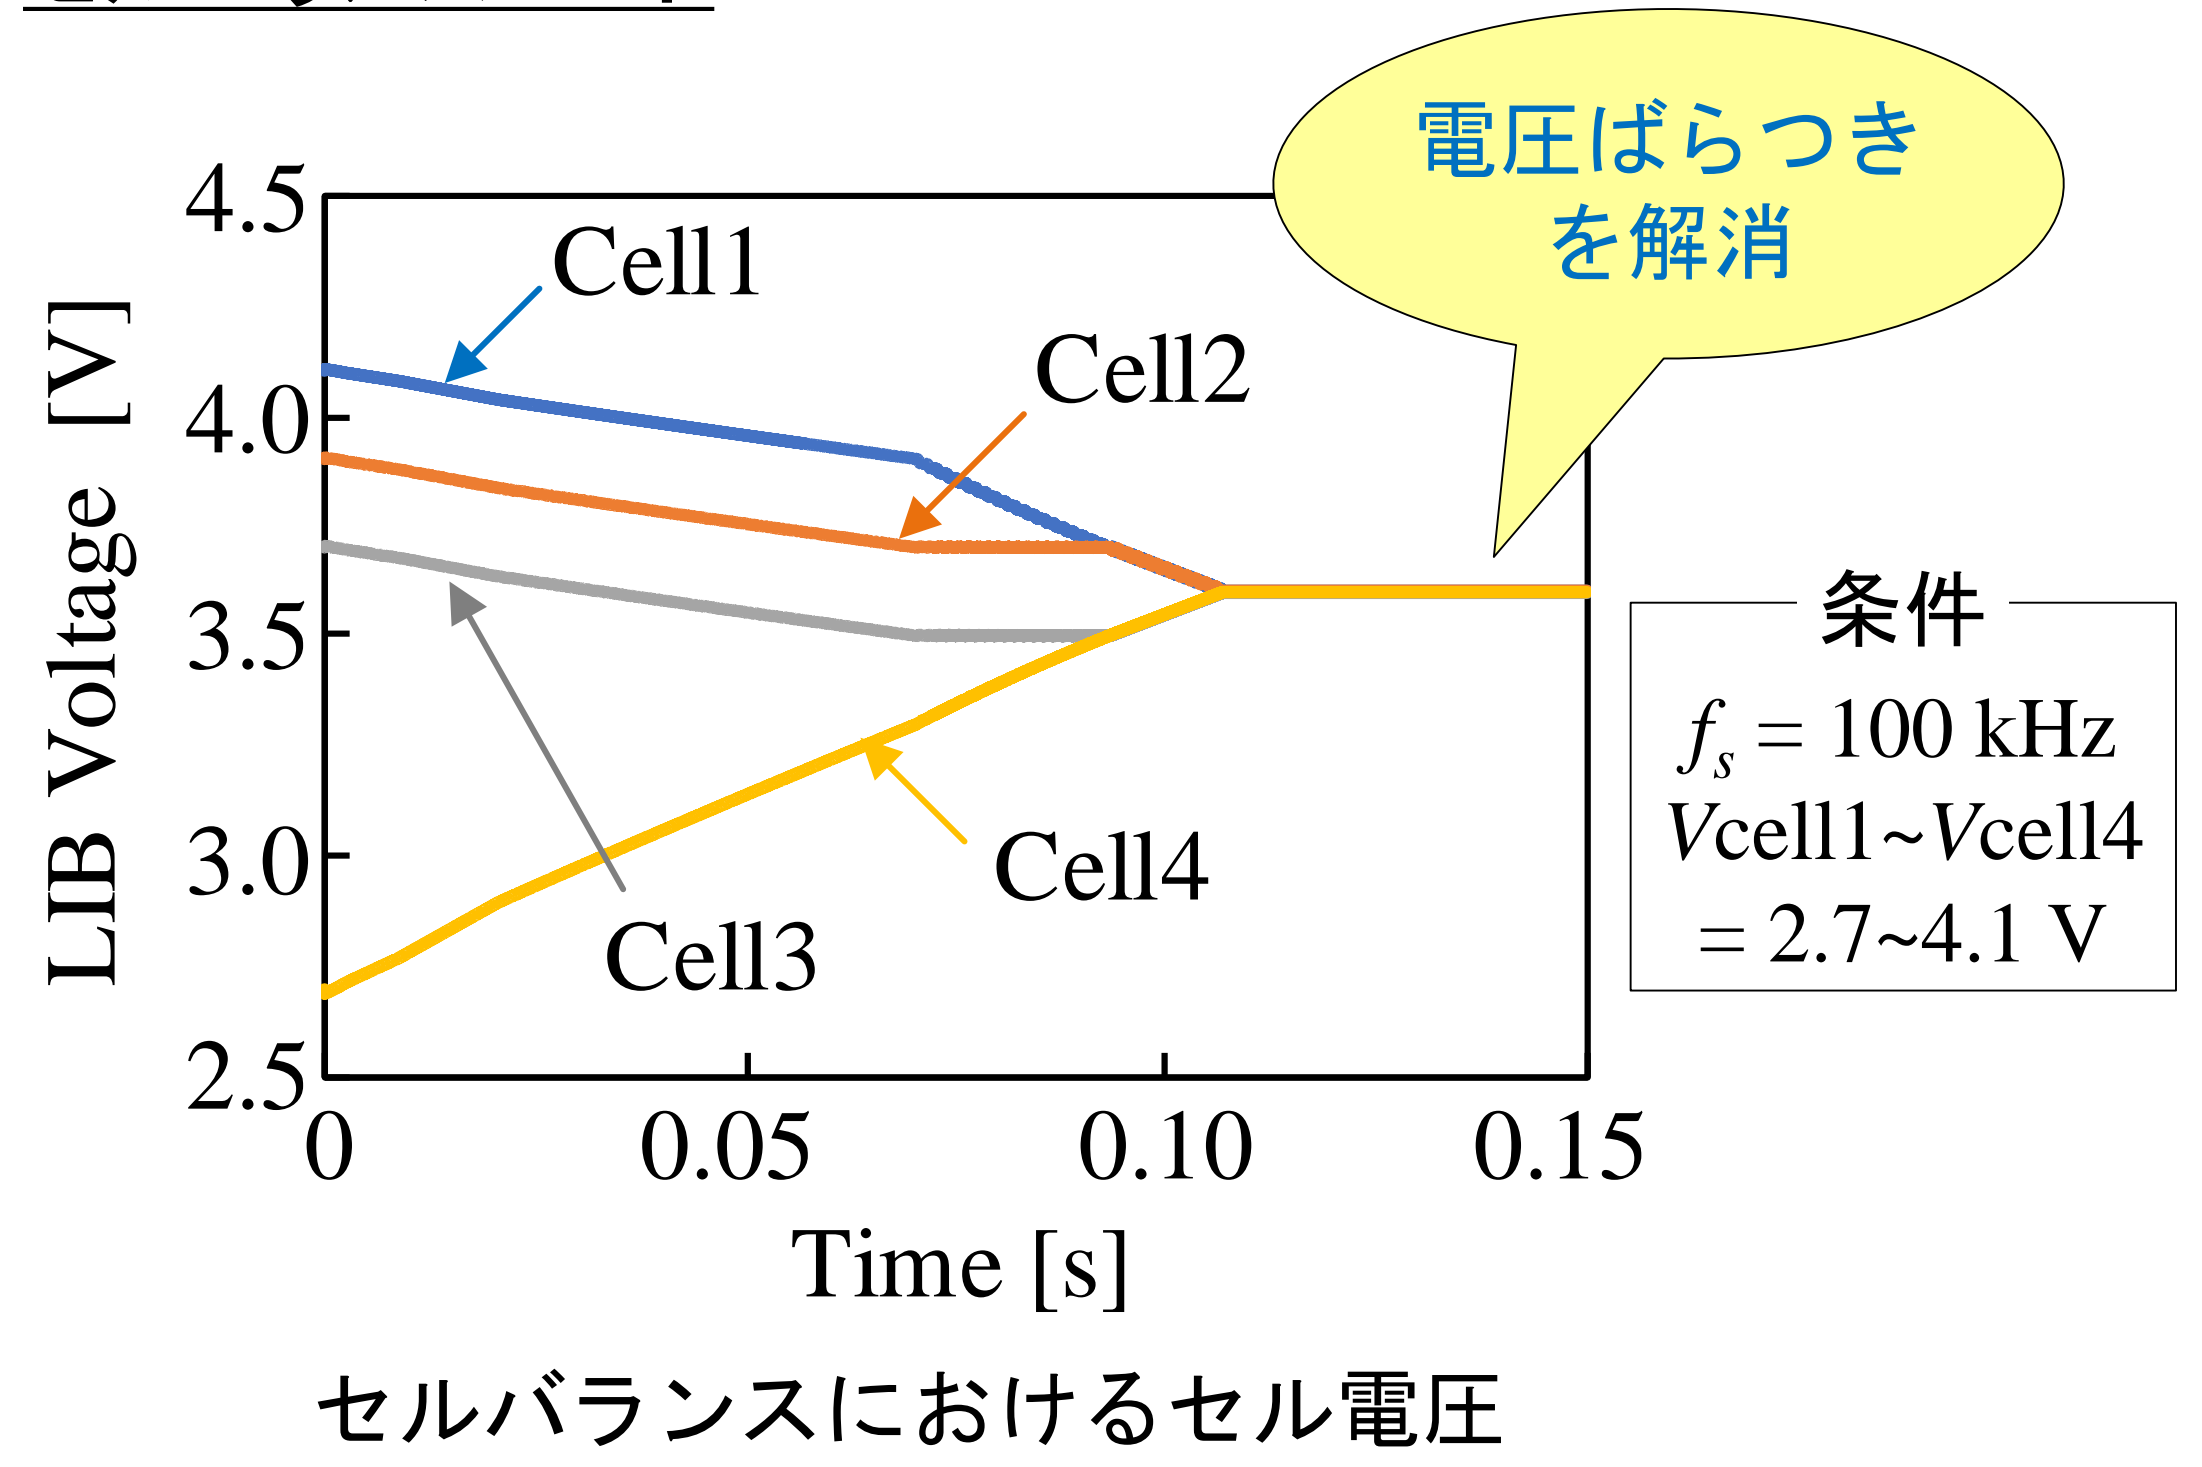 電圧ばらつき
を解消
4.5
4.0
3.5
3.0
2.5
LIB Voltage [V]
Cell1
Cell2
Cell3
Cell4
0
0.05
0.10
0.15
Time [s]
条件
fs = 100 kHz
Vcell1~Vcell4
= 2.7~4.1 V
セルバランスにおけるセル電圧